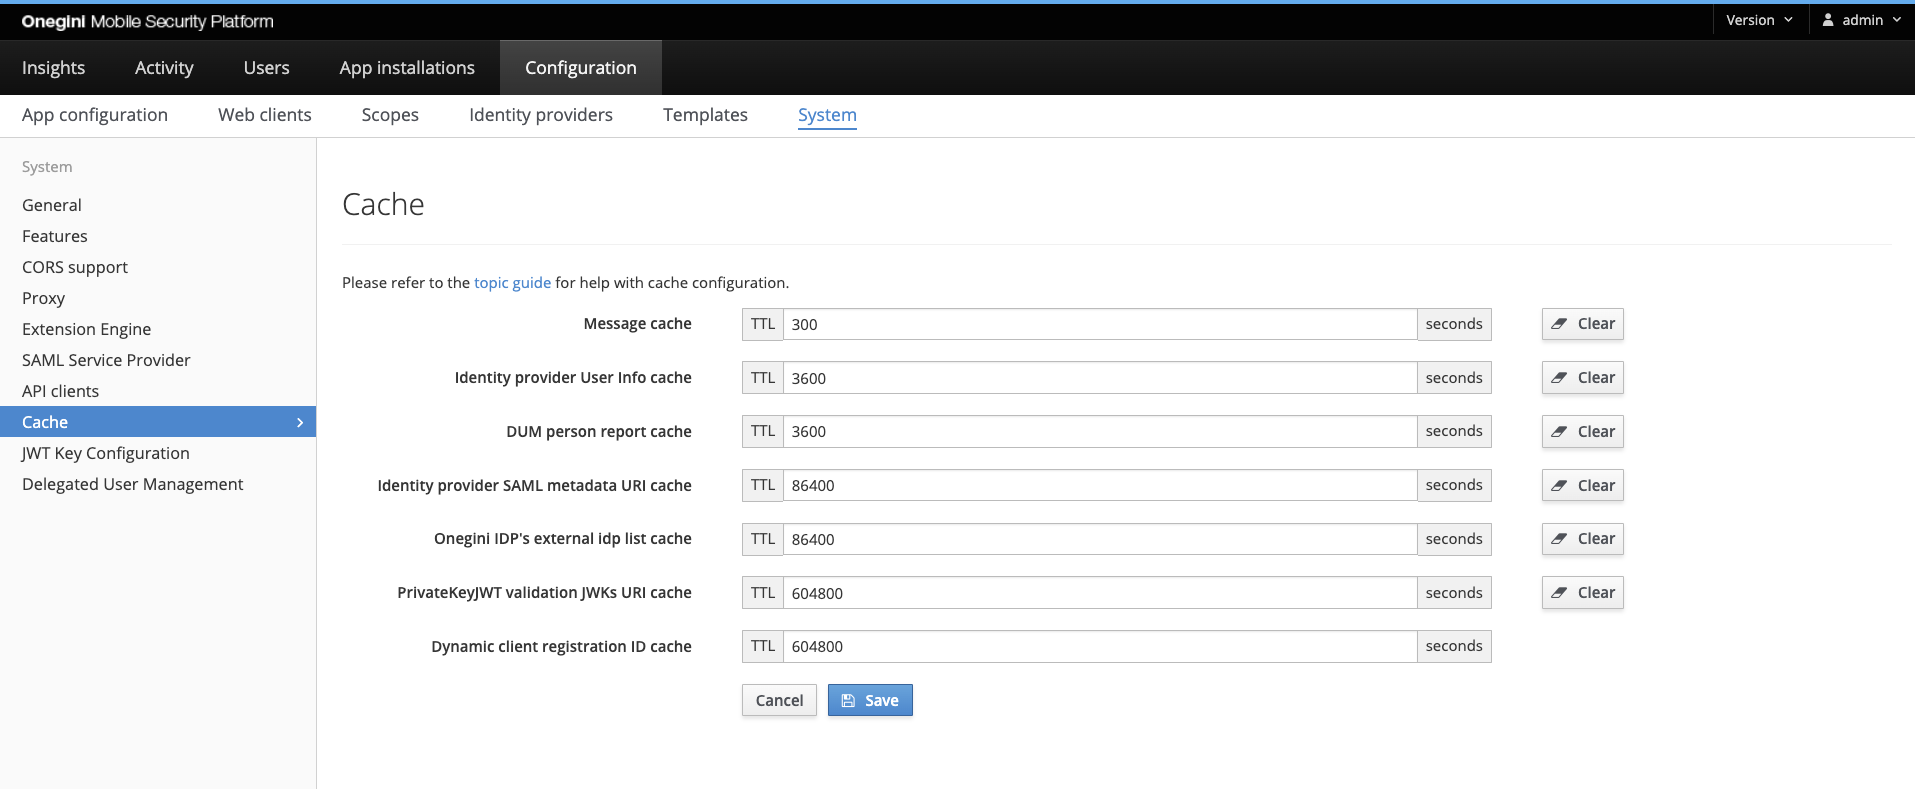 Onegini Mobile Security Platform
Version
admin
Insights
Activity
Users
App installations
Configuration
App configuration
Web clients
Scopes
Identity providers
Templates
System
System
General
Features
CORS support
Proxy
Extension Engine
SAML Service Provider
API clients
Cache
JWT Key Configuration
Delegated User Management
Cache
Please refer to the topic guide for help with cache configuration.
Message cache TTL 300 seconds Clear
Identity provider User Info cache TTL 3600 seconds Clear
DUM person report cache TTL 3600 seconds Clear
Identity provider SAML metadata URI cache TTL 86400 seconds Clear
Onegini IDP's external idp list cache TTL 86400 seconds Clear
PrivateKeyJWT validation JWKs URI cache TTL 604800 seconds Clear
Dynamic client registration ID cache TTL 604800 seconds
Cancel Save